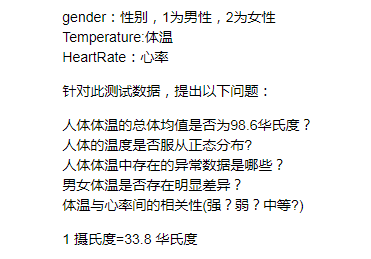 gender：性别，1为男性，2为女性
Temperature:体温
HeartRate：心率
针对此测试数据，提出以下问题：
人体体温的总体均值是否为98.6华氏度？
人体的温度是否服从正态分布?
人体体温中存在的异常数据是哪些？
男女体温是否存在明显差异？
体温与心率间的相关性(强？弱？中等?)
1 摄氏度=33.8 华氏度